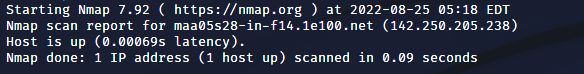 Starting Nmap 7.92 ( https://nmap.org ) at 2022-08-25 05:18 EDT
Nmap scan report for maa05s28-in-f14.1e100.net (142.250.205.238)
Host is up (0.00069s latency).
Nmap done: 1 IP address (1 host up) scanned in 0.09 seconds